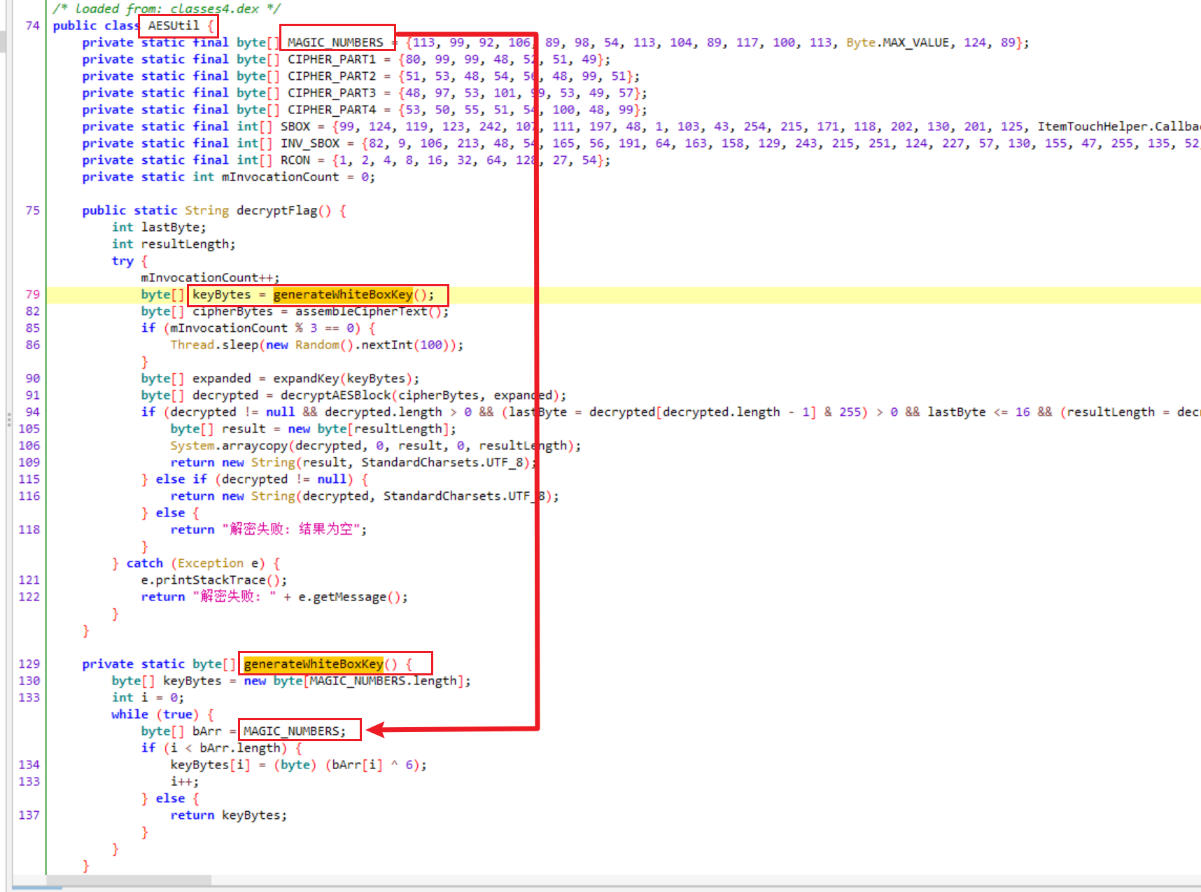 /* loaded from: classes4.dex */
74 public class AESUtil {
private static final byte[] MAGIC_NUMBERS = {113, 99, 92, 106, 89, 98, 54, 113, 104, 89, 117, 100, 113, Byte.MAX_VALUE, 124, 89};
private static final byte[] CIPHER_PART1 = {80, 99, 99, 48, 52, 51, 49};
private static final byte[] CIPHER_PART2 = {51, 53, 48, 54, 56, 48, 99, 51};
private static final byte[] CIPHER_PART3 = {48, 97, 53, 101, 99, 53, 49, 57};
private static final byte[] CIPHER_PART4 = {53, 50, 55, 51, 54, 100, 48, 99};
private static final int[] SBOX = {99, 124, 119, 123, 242, 107, 111, 197, 48, 1, 103, 43, 254, 215, 171, 118, 202, 130, 201, 125, ItemTouchHelper.Callba
private static final int[] INV_SBOX = {82, 9, 106, 213, 48, 54, 165, 56, 191, 64, 163, 158, 129, 243, 215, 251, 124, 227, 57, 130, 155, 47, 255, 135, 52,
private static final int[] RCON = {1, 2, 4, 8, 16, 32, 64, 128, 27, 54};
private static int mInvocationCount = 0;
75 public static String decryptFlag() {
int lastByte;
int resultLength;
try {
mInvocationCount++;
79 byte[] keyBytes = generateWhiteBoxKey();
82 byte[] cipherBytes = assembleCipherText();
85 if (mInvocationCount % 3 == 0) {
86 Thread.sleep(new Random().nextInt(100));
}
90 byte[] expanded = expandKey(keyBytes);
91 byte[] decrypted = decryptAESBlock(cipherBytes, expanded);
94 if (decrypted != null && decrypted.length > 0 && (lastByte = decrypted[decrypted.length - 1] & 255) > 0 && lastByte <= 16 && (resultLength = decr
105 byte[] result = new byte[resultLength];
106 System.arraycopy(decrypted, 0, result, 0, resultLength);
109 return new String(result, StandardCharsets.UTF_8);
115 } else if (decrypted != null) {
116 return new String(decrypted, StandardCharsets.UTF_8);
} else {
118 return "解密失败: 结果为空";
}
} catch (Exception e) {
121 e.printStackTrace();
122 return "解密失败: " + e.getMessage();
}
}
129 private static byte[] generateWhiteBoxKey() {
130 byte[] keyBytes = new byte[MAGIC_NUMBERS.length];
133 int i = 0;
while (true) {
byte[] bArr = MAGIC_NUMBERS;
if (i < bArr.length) {
134 keyBytes[i] = (byte) (bArr[i] ^ 6);
133 i++;
} else {
137 return keyBytes;
}
}
}